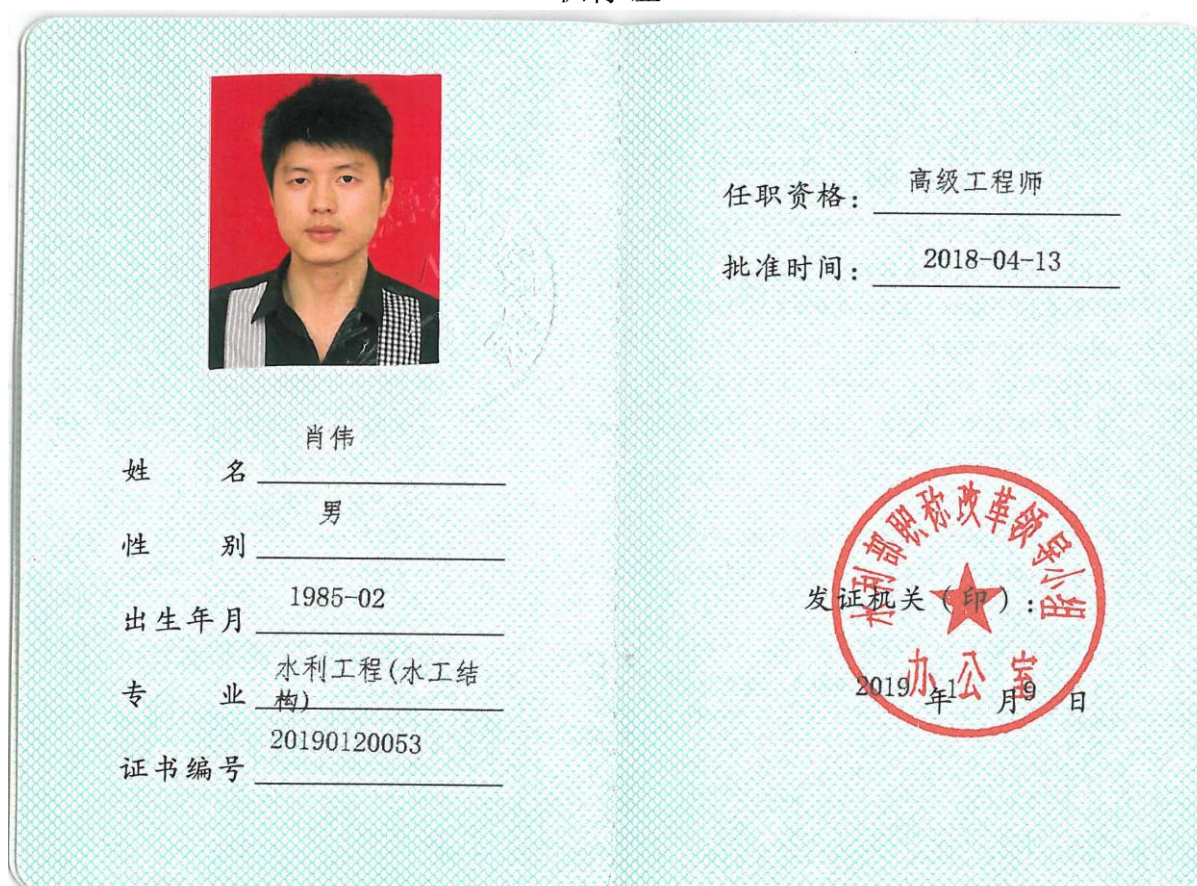 任职资格：高级工程师
批准时间：2018-04-13
姓名 肖伟
性别 男
出生年月 1985-02
专业 水利工程(水工结
构)
证书编号 20190120053
水利部职称改革领导小组
办公室
发证机关（印）：
2019年1月9日